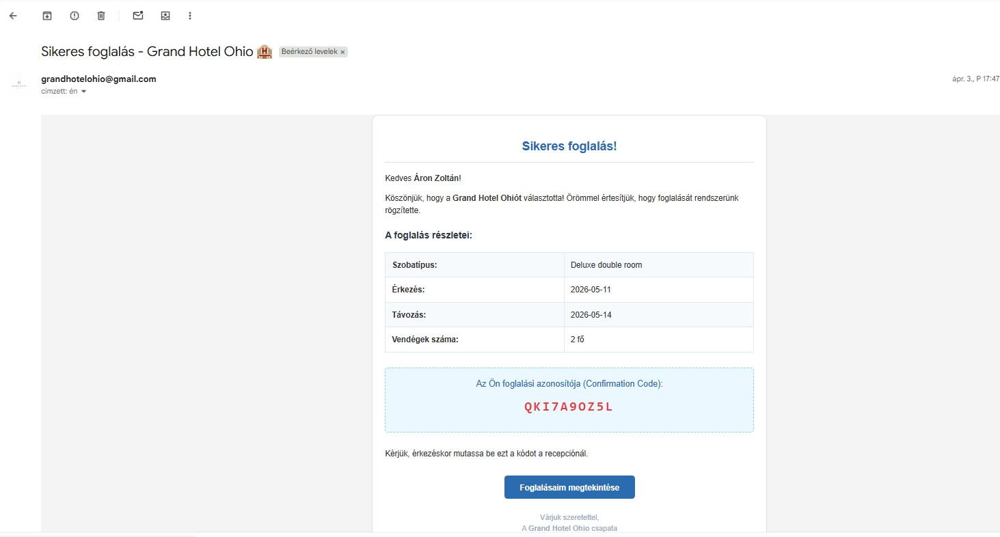 Sikeres foglalás - Grand Hotel Ohio 🏨 Beérkező levelek ×
grandhotelohio@gmail.com
ápr. 3., P 17:47
címzett: én
Sikeres foglalás!
Kedves Áron Zoltán!
Köszönjük, hogy a Grand Hotel Ohiót választotta! Örömmel értesítjük, hogy foglalását rendszerünk
rögzítette.
A foglalás részletei:
Szobatípus: Deluxe double room
Érkezés: 2026-05-11
Távozás: 2026-05-14
Vendégek száma: 2 fő
Az Ön foglalási azonosítója (Confirmation Code):
QKI7A9OZ5L
Kérjük, érkezéskor mutassa be ezt a kódot a recepciónál.
Foglalásaim megtekintése
Várjuk szeretettel,
A Grand Hotel Ohio csapata